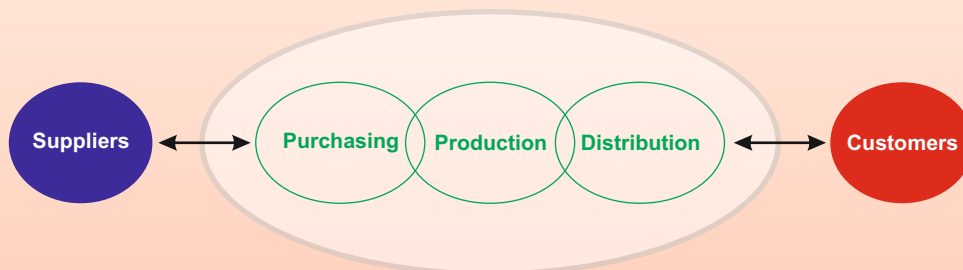 Suppliers
Purchasing
Production
Distribution
Customers